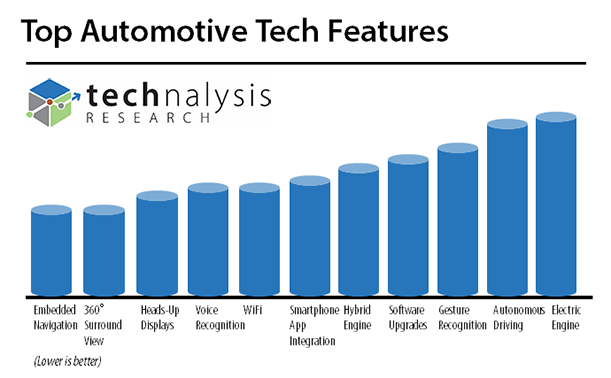 Top Automotive Tech Features
technalysis
RESEARCH
Embedded
Navigation
360°
Surround
View
Heads-Up
Displays
Voice
Recognition
WiFi
Smartphone
App
Integration
Hybrid
Engine
Software
Upgrades
Gesture
Recognition
Autonomous
Driving
Electric
Engine
(Lower is better)